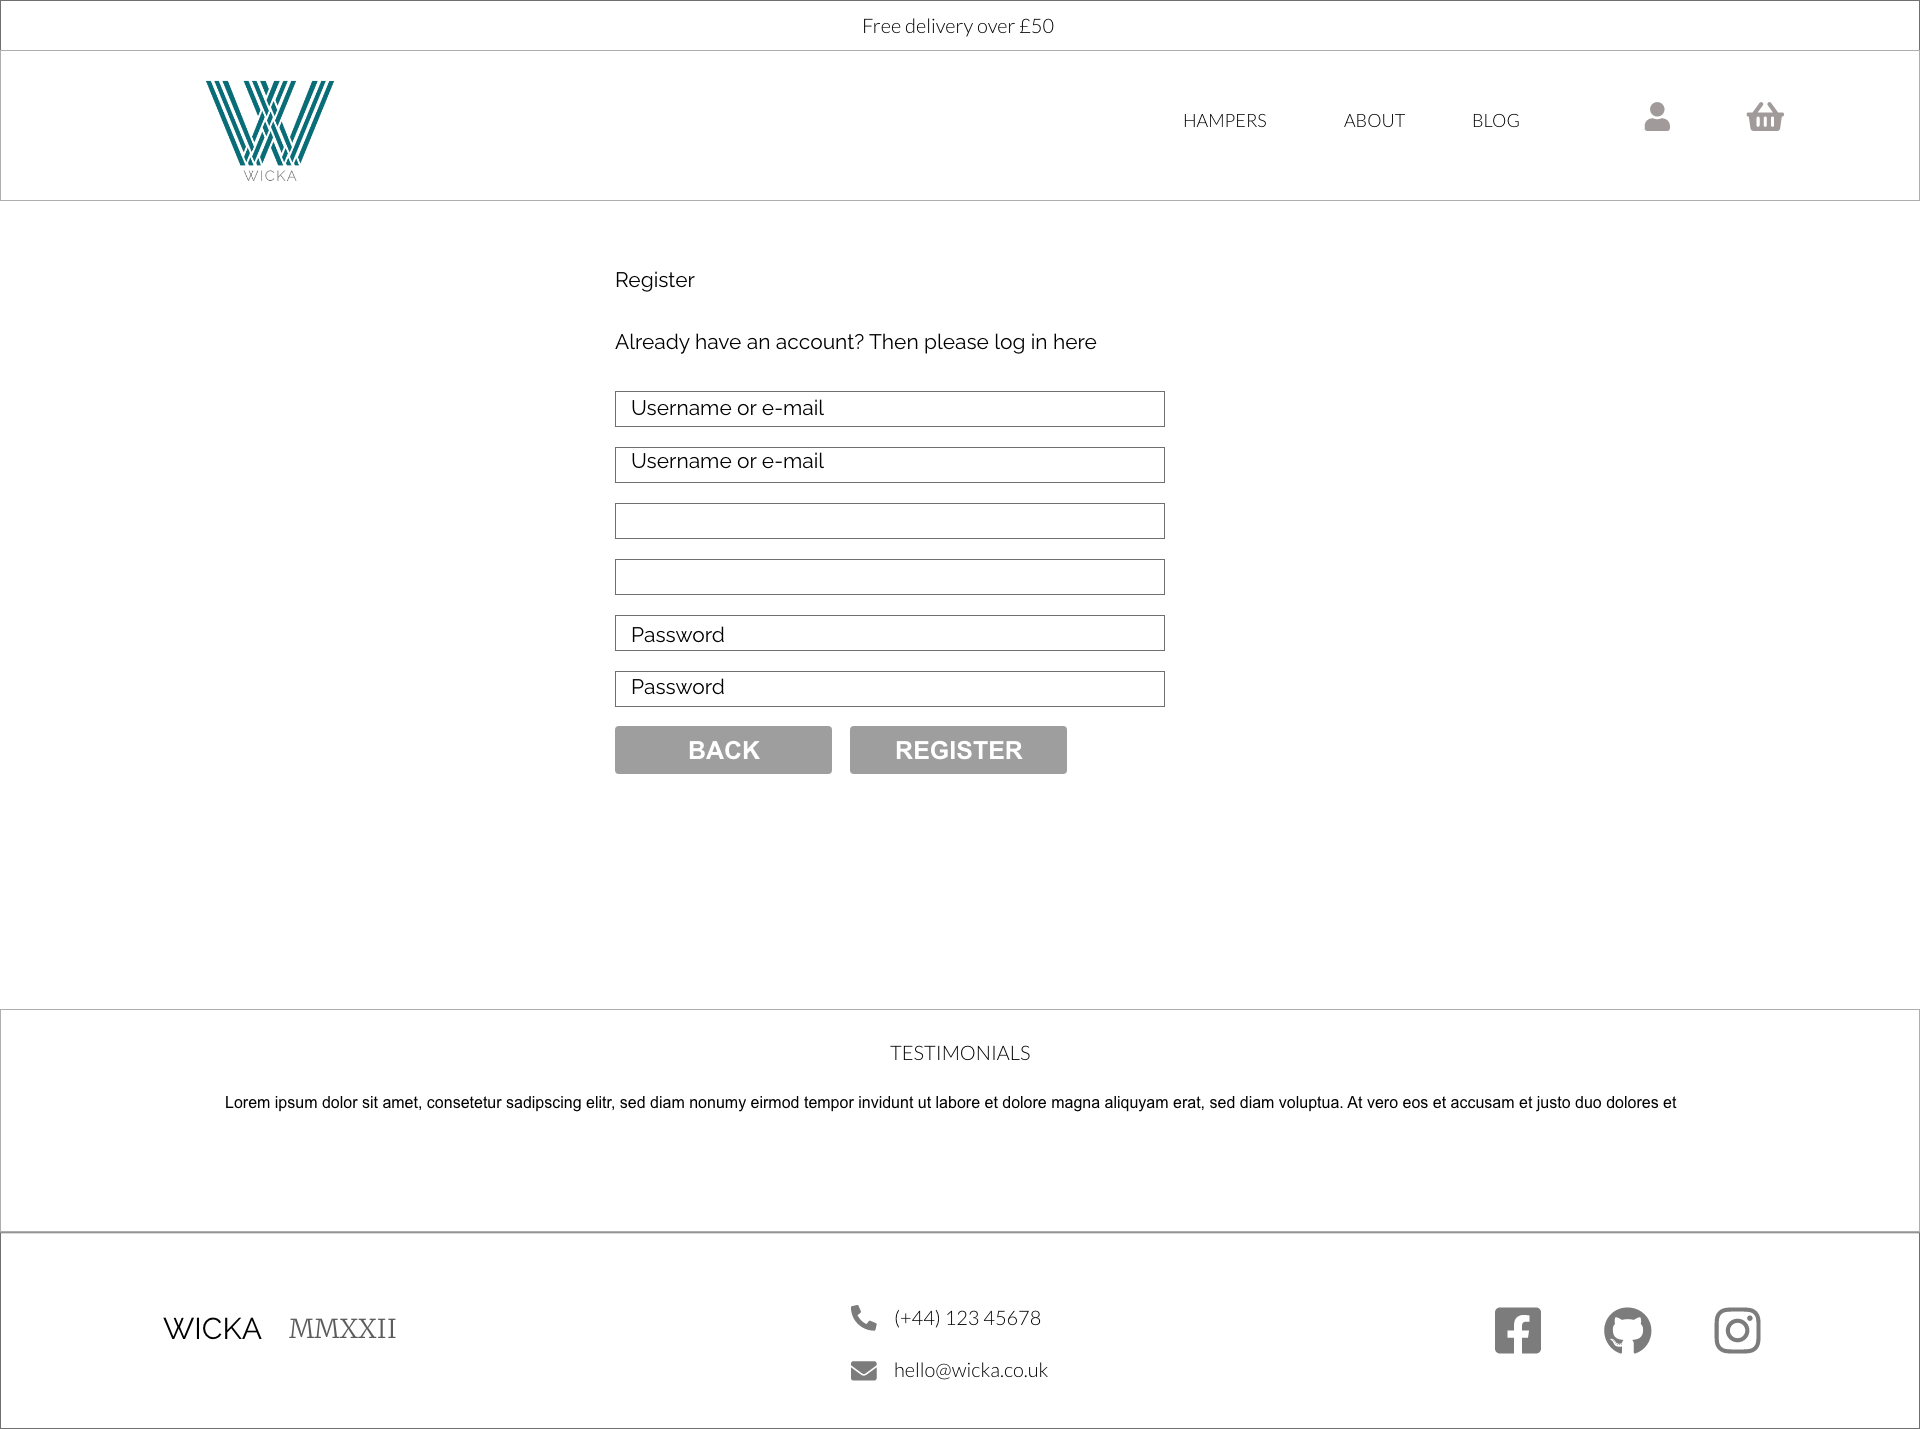 Free delivery over £50
WICKA
HAMPERS ABOUT BLOG
Register
Already have an account? Then please log in here
Username or e-mail
Username or e-mail
Password
Password
BACK REGISTER
TESTIMONIALS
Lorem ipsum dolor sit amet, consetetur sadipscing elitr, sed diam nonumy eirmod tempor invidunt ut labore et dolore magna aliquyam erat, sed diam voluptua. At vero eos et accusam et justo duo dolores et
WICKA MMXXII
(+44) 123 45678
hello@wicka.co.uk